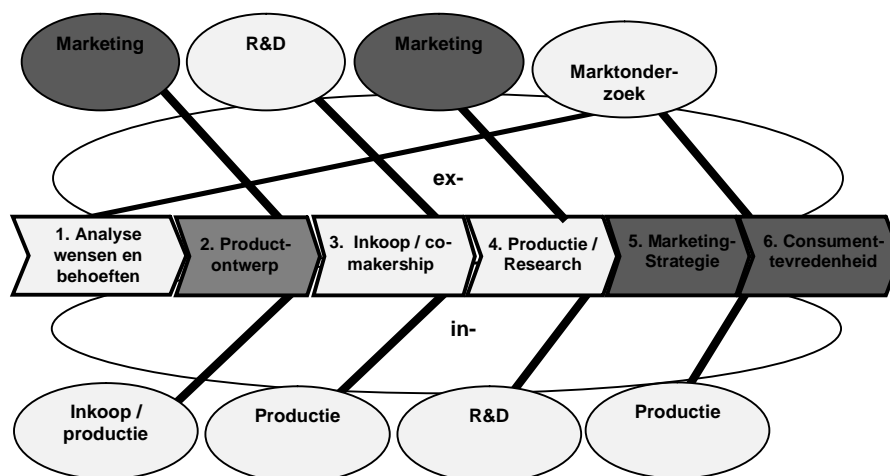 Marketing
R&D
Marketing
Marktonder-
zoek
ex-
1. Analyse
wensen en
behoeften
2. Product-
ontwerp
3. Inkoop / co-
makership
4. Productie /
Research
5. Marketing-
Strategie
6. Consument-
tevredenheid
in-
Inkoop /
productie
Productie
R&D
Productie